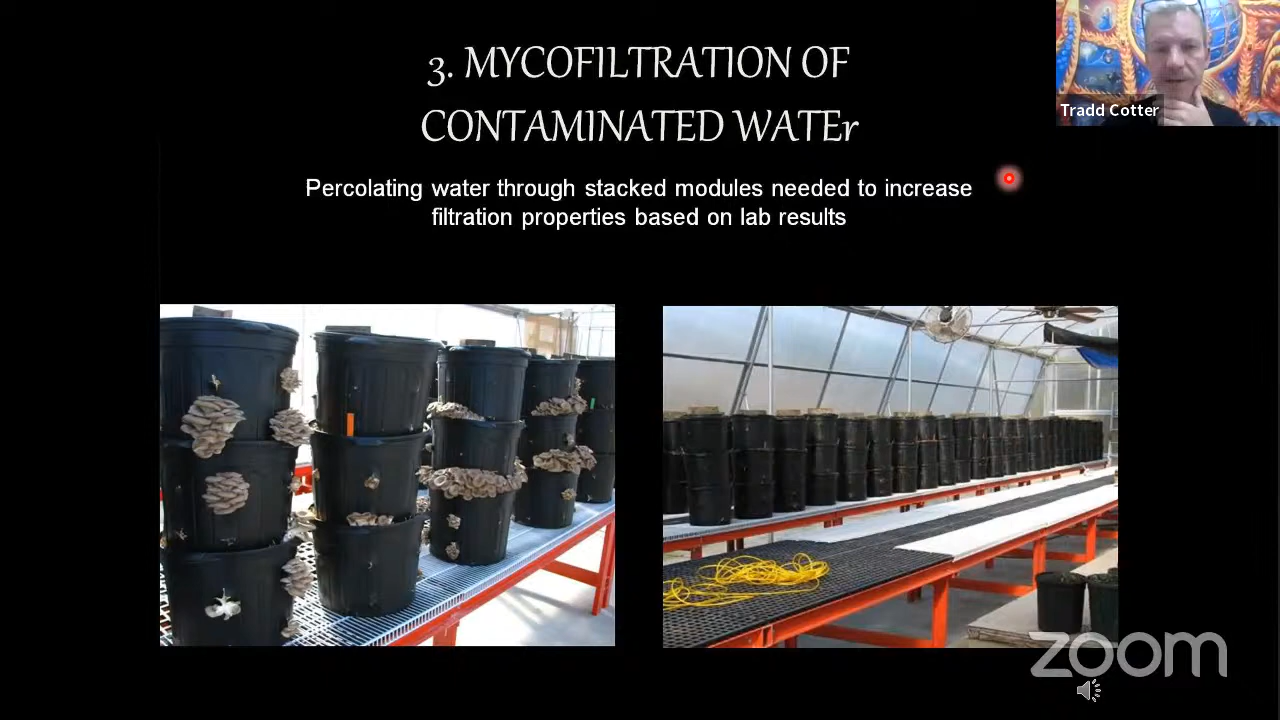 3. MYCOFILTRATION OF
CONTAMINATED WATEr
Tradd Cotter
Percolating water through stacked modules needed to increase
filtration properties based on lab results
zoom